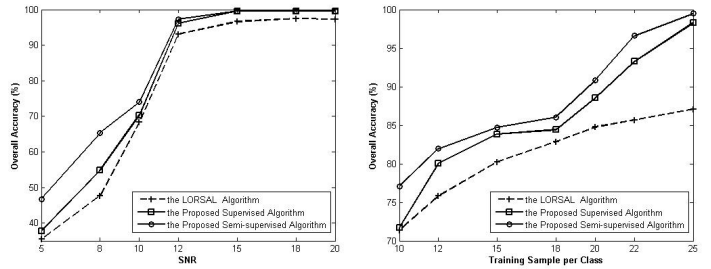 100
90
80
70
60
50
40
Overall Accuracy (%)
5 8 10 12 15 18 20
SNR
the LORSAL Algorithm
the Proposed Supervised Algorithm
the Proposed Semi-supervised Algorithm
100
95
90
85
80
75
70
Overall Accuracy (%)
10 12 15 18 20 22 25
Training Sample per Class
the LORSAL Algorithm
the Proposed Supervised Algorithm
the Proposed Semi-supervised Algorithm